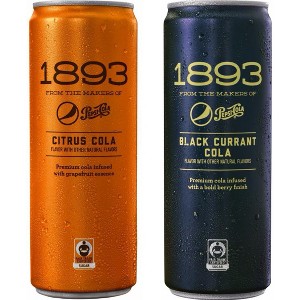 1893
FROM THE MAKERS OF
Pepsi-Cola
CITRUS COLA
FLAVOR WITH OTHER NATURAL FLAVORS
Premium cola infused
with grapefruit essence
SUGAR
1893
FROM THE MAKERS OF
Pepsi-Cola
BLACK CURRANT
COLA
FLAVOR WITH OTHER NATURAL FLAVORS
Premium cola infused
with a bold berry finish
SUGAR